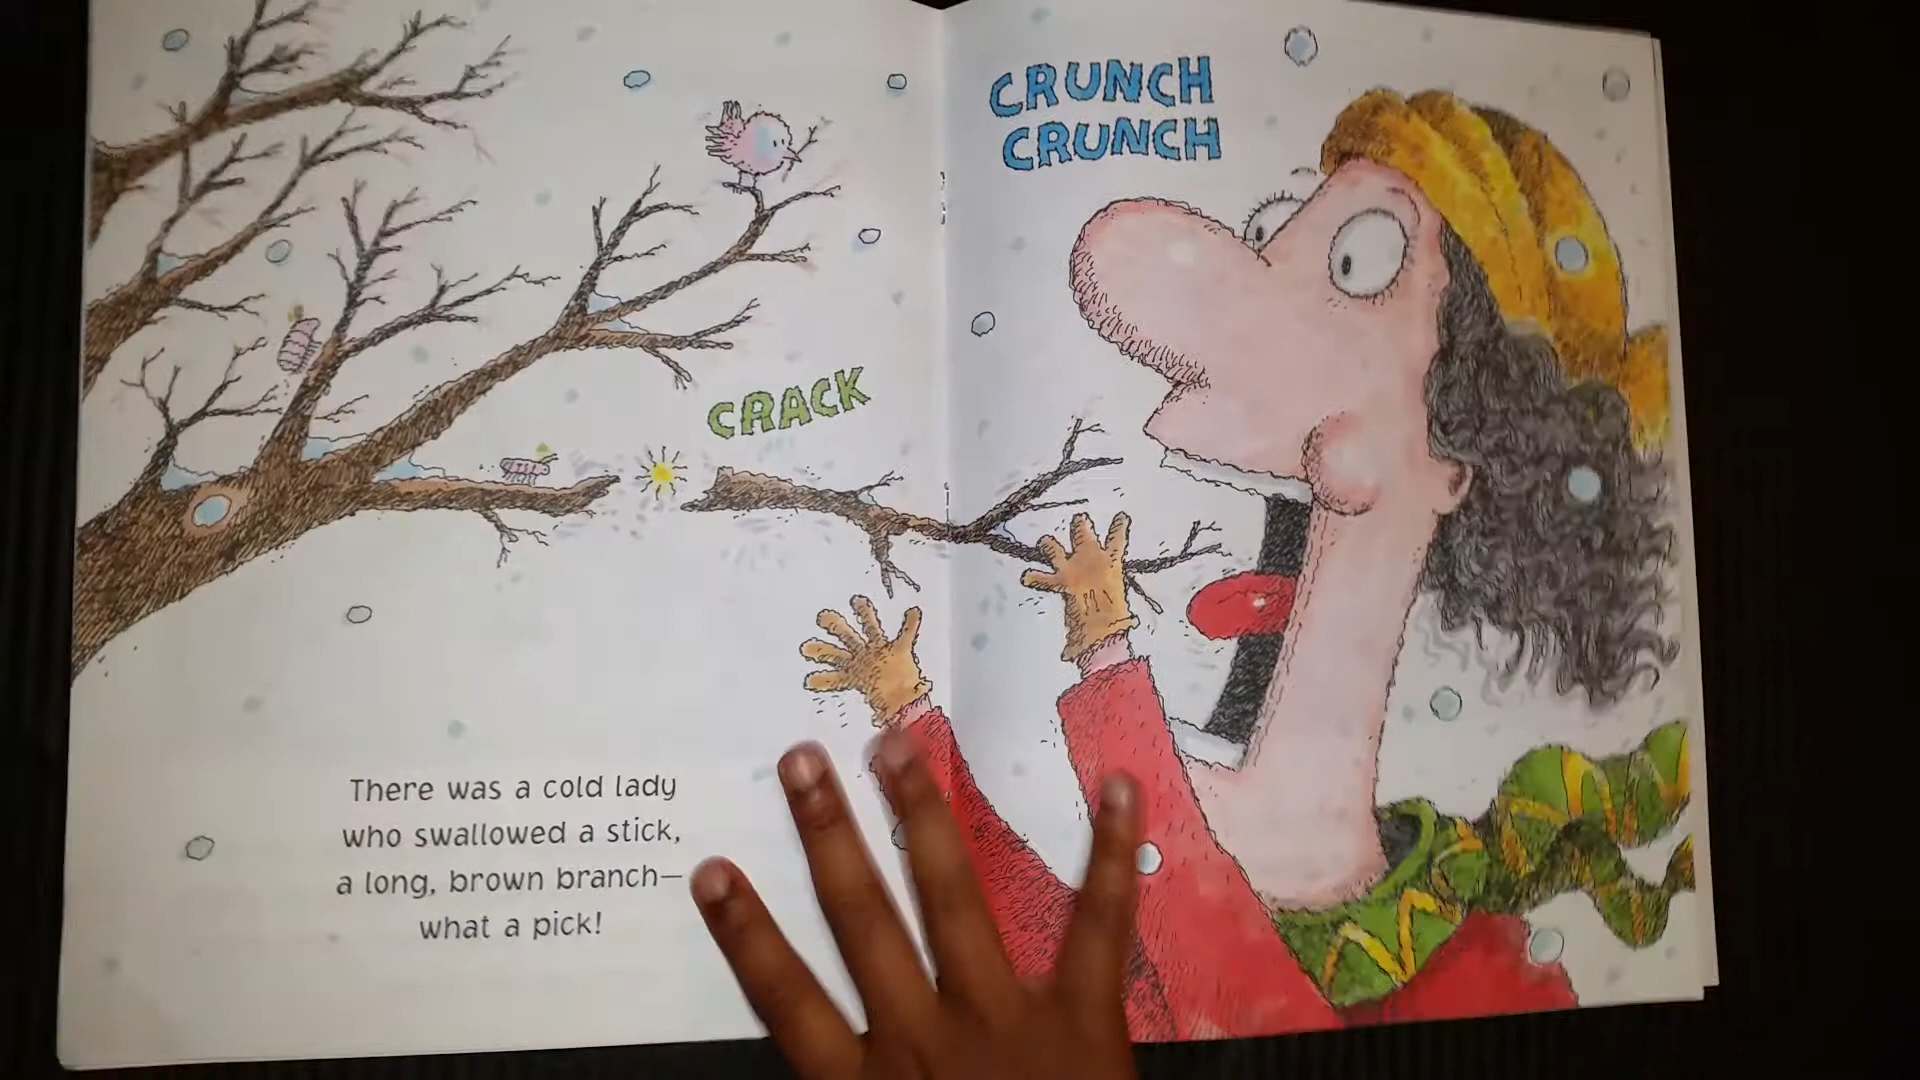 CRUNCH
CRUNCH
CRACK
There was a cold lady
who swallowed a stick,
a long, brown branch—
what a pick!